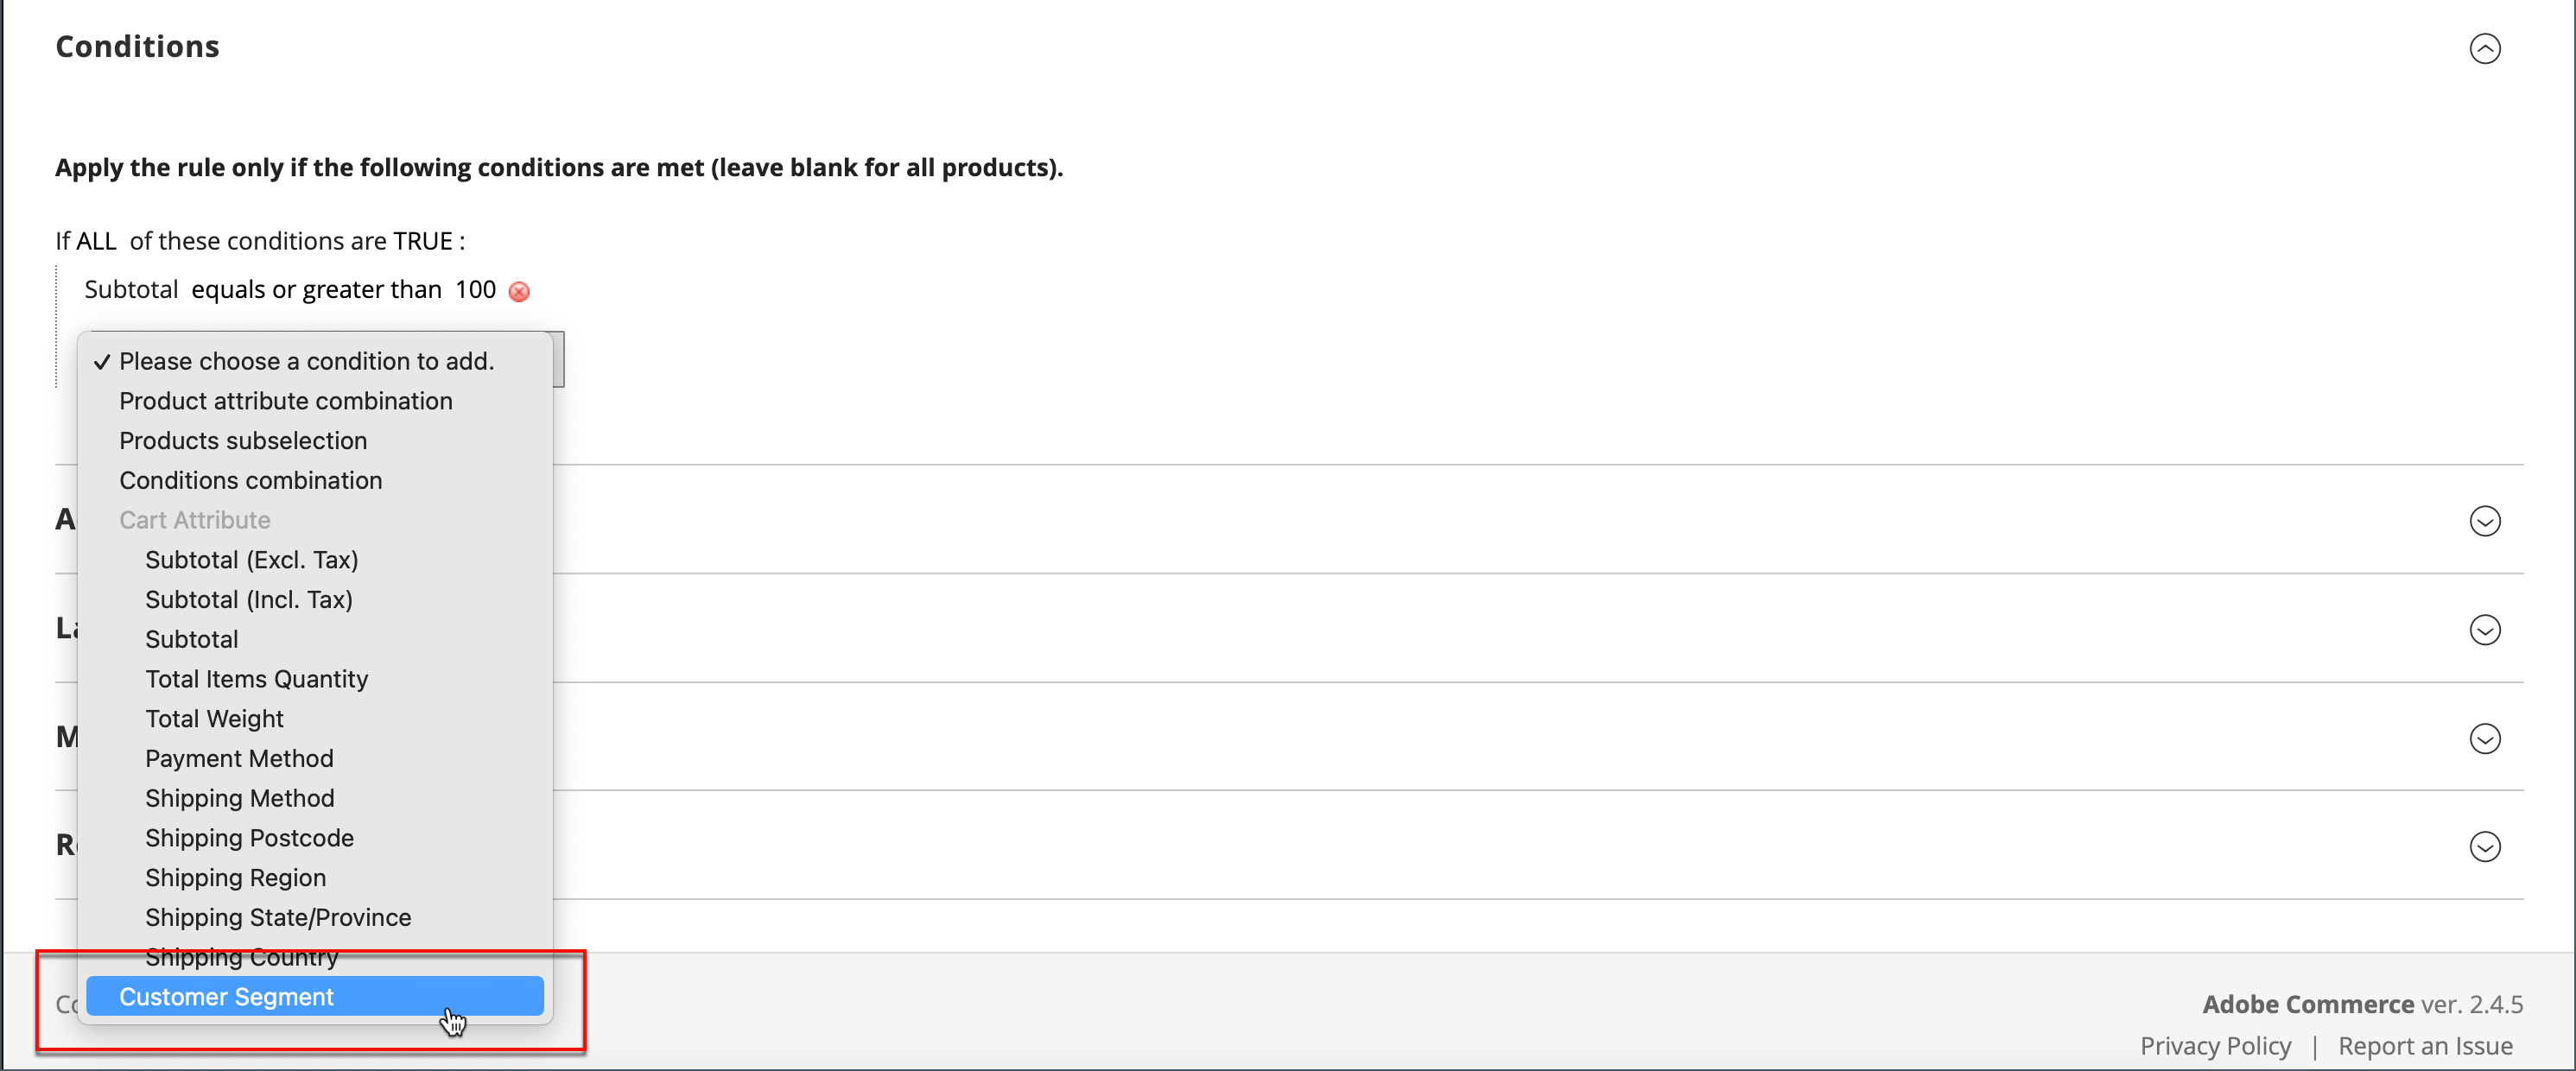 Conditions
Apply the rule only if the following conditions are met (leave blank for all products).
If ALL of these conditions are TRUE :
Subtotal equals or greater than 100
✓ Please choose a condition to add.
Product attribute combination
Products subselection
Conditions combination
Cart Attribute
Subtotal (Excl. Tax)
Subtotal (Incl. Tax)
Subtotal
Total Items Quantity
Total Weight
Payment Method
Shipping Method
Shipping Postcode
Shipping Region
Shipping State/Province
Shipping Country
Customer Segment
Adobe Commerce ver. 2.4.5
Privacy Policy | Report an Issue